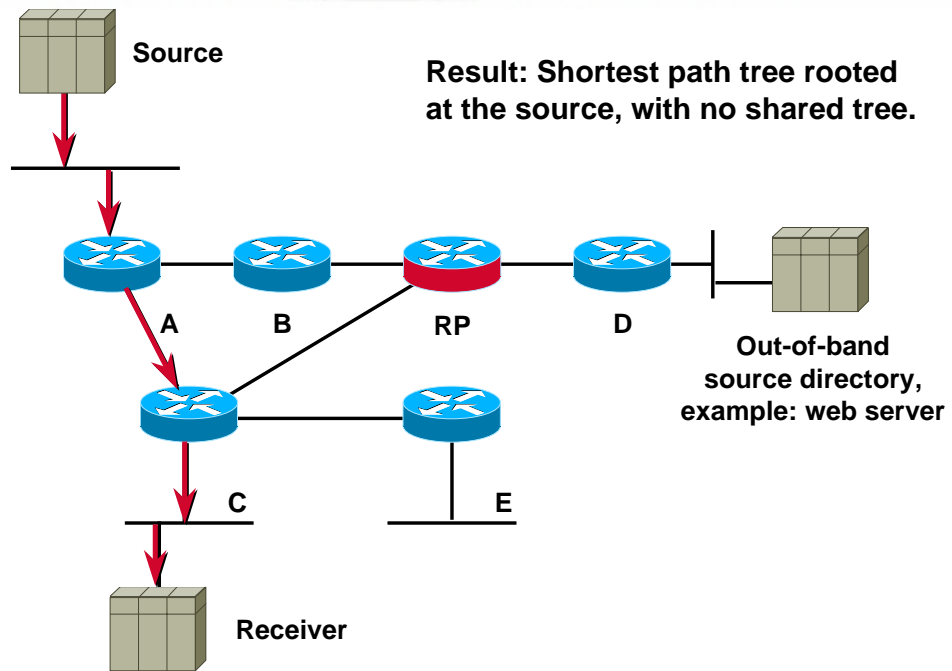 Source
Result: Shortest path tree rooted
at the source, with no shared tree.
A
B
RP
D
Out-of-band
source directory,
example: web server
C
E
Receiver